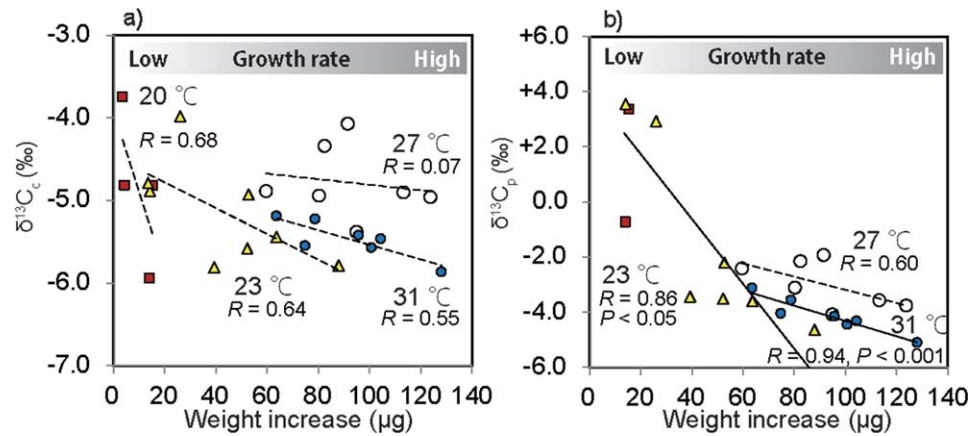 a)
Low Growth rate High
-3.0
-4.0
-5.0
-6.0
-7.0
δ¹³Cc (‰)
20 °C
R = 0.68
27 °C
R = 0.07
23 °C
R = 0.64
31 °C
R = 0.55
0 20 40 60 80 100 120 140
Weight increase (µg)
b)
Low Growth rate High
+6.0
+4.0
+2.0
0.0
-2.0
-4.0
-6.0
δ¹³Cp (‰)
27 °C
R = 0.60
23 °C
R = 0.86
P < 0.05
31 °C
R = 0.94, P < 0.001
0 20 40 60 80 100 120 140
Weight increase (µg)